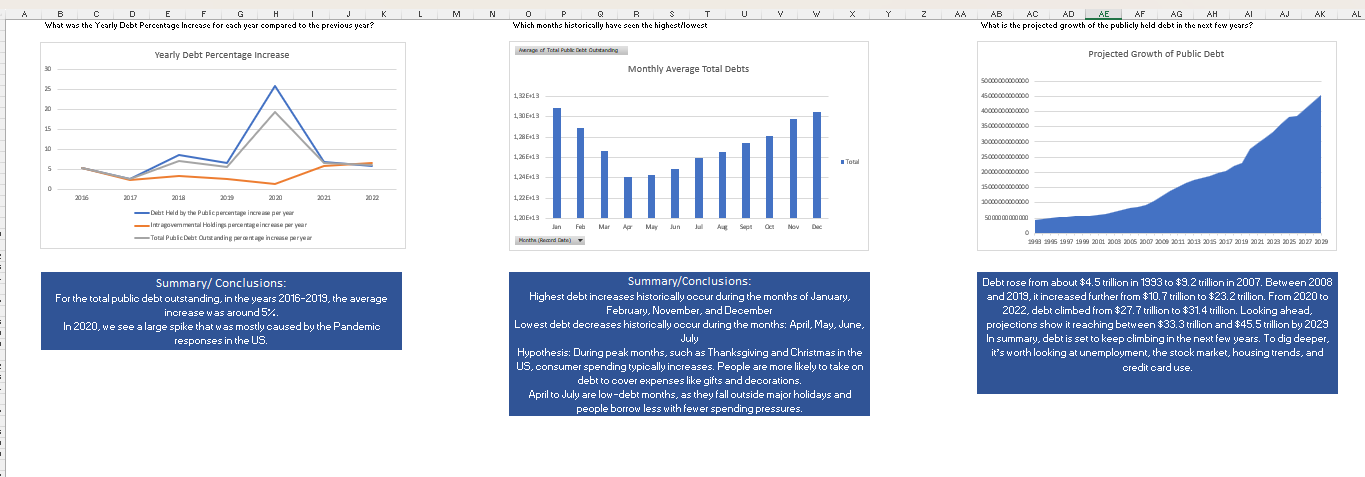 A B C D E F G H I J K L M N O P Q R S T U V W X Y Z AA AB AC AD AE AF AG AH AI AJ AK AL
What was the Yearly Debt Percentage Increase for each year compared to the previous year?
Yearly Debt Percentage Increase
30
25
20
15
10
5
0
2016 2017 2018 2019 2020 2021 2022
Debt Held by the Public percentage increase per year
Intragovernmental Holdings percentage increase per year
Total Public Debt Outstanding percentage increase per year
Summary/ Conclusions:
For the total public debt outstanding, in the years 2016-2019, the average
increase was around 5%.
In 2020, we see a large spike that was mostly caused by the Pandemic
responses in the US.
Which months historically have seen the highest/lowest
Average of Total Public Debt Outstanding
Monthly Average Total Debts
1,32E+13
1,30E+13
1,28E+13
1,26E+13
1,24E+13
1,22E+13
1,20E+13
Jan Feb Mar Apr May Jun Jul Aug Sept Oct Nov Dec
Total
Months (Record Date)
Summary/Conclusions:
Highest debt increases historically occur during the months of January,
February, November, and December
Lowest debt decreases historically occur during the months: April, May, June,
July
Hypothesis: During peak months, such as Thanksgiving and Christmas in the
US, consumer spending typically increases. People are more likely to take on
debt to cover expenses like gifts and decorations.
April to July are low-debt months, as they fall outside major holidays and
people borrow less with fewer spending pressures.
What is the projected growth of the publicly held debt in the next few years?
Projected Growth of Public Debt
50000000000000
45000000000000
40000000000000
35000000000000
30000000000000
25000000000000
20000000000000
15000000000000
10000000000000
5000000000000
0
1993 1995 1997 1999 2001 2003 2005 2007 2009 2011 2013 2015 2017 2019 2021 2023 2025 2027 2029
Debt rose from about $4.5 trillion in 1993 to $9.2 trillion in 2007. Between 2008
and 2019, it increased further from $10.7 trillion to $23.2 trillion. From 2020 to
2022, debt climbed from $27.7 trillion to $31.4 trillion. Looking ahead,
projections show it reaching between $33.3 trillion and $45.5 trillion by 2029
In summary, debt is set to keep climbing in the next few years. To dig deeper,
it's worth looking at unemployment, the stock market, housing trends, and
credit card use.